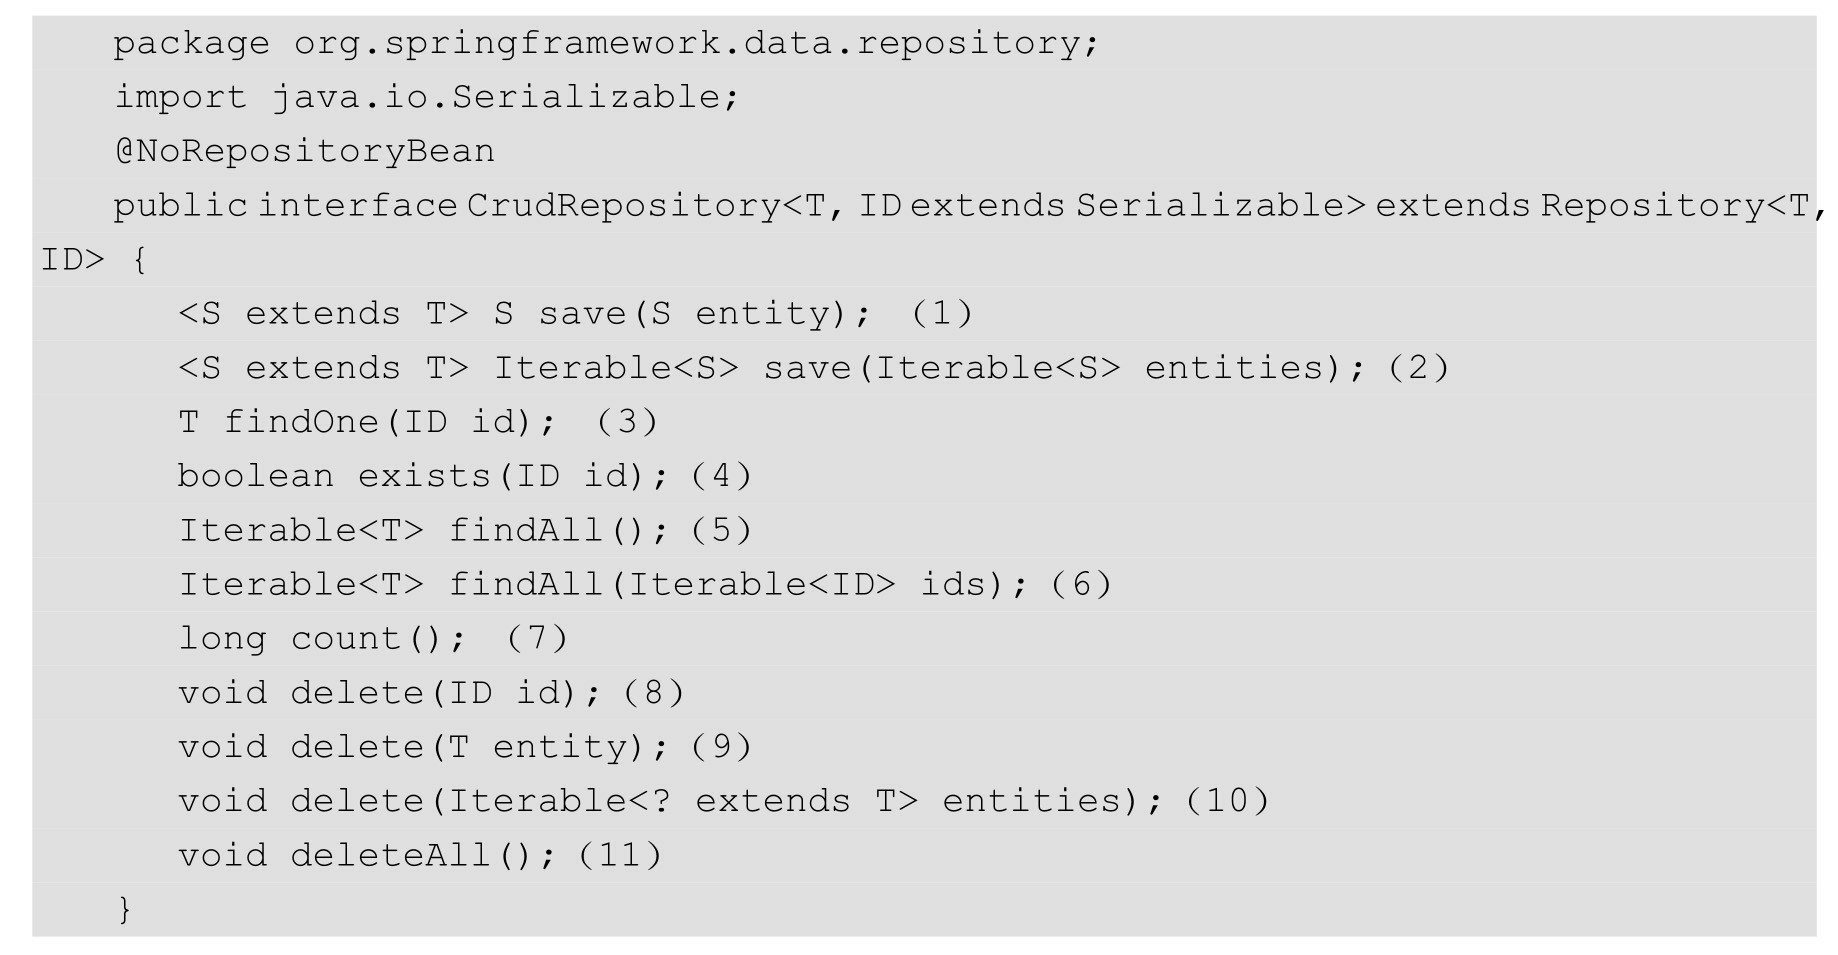 package org.springframework.data.repository;
import java.io.Serializable;
@NoRepositoryBean
public interface CrudRepository<T, ID extends Serializable> extends Repository<T,
ID> {
<S extends T> S save(S entity); (1)
<S extends T> Iterable<S> save(Iterable<S> entities); (2)
T findOne(ID id); (3)
boolean exists(ID id); (4)
Iterable<T> findAll(); (5)
Iterable<T> findAll(Iterable<ID> ids); (6)
long count(); (7)
void delete(ID id); (8)
void delete(T entity); (9)
void delete(Iterable<? extends T> entities); (10)
void deleteAll(); (11)
}